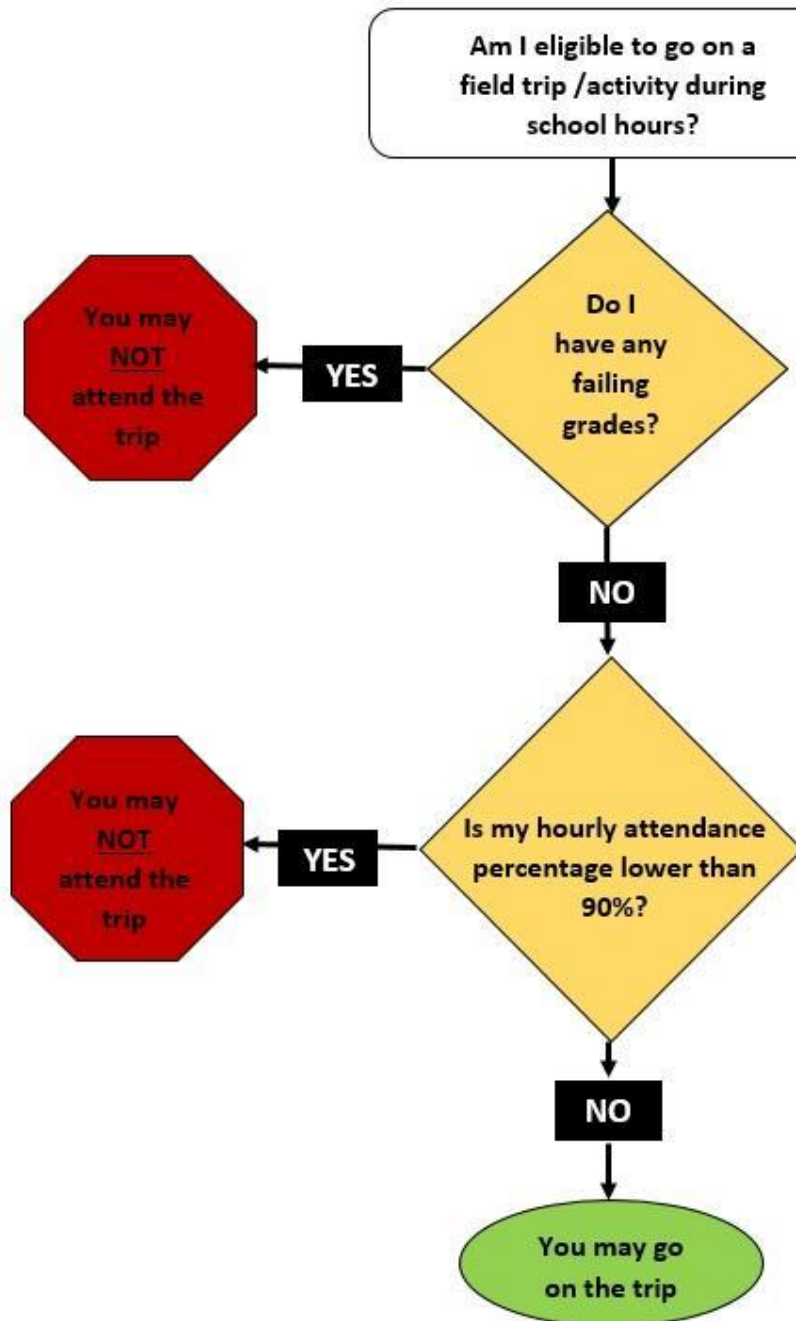 Am I eligible to go on a
field trip /activity during
school hours?
Do I
have any
failing
grades?
YES
You may
NOT
attend the
trip
NO
Is my hourly attendance
percentage lower than
90%?
YES
You may
NOT
attend the
trip
NO
You may go
on the trip